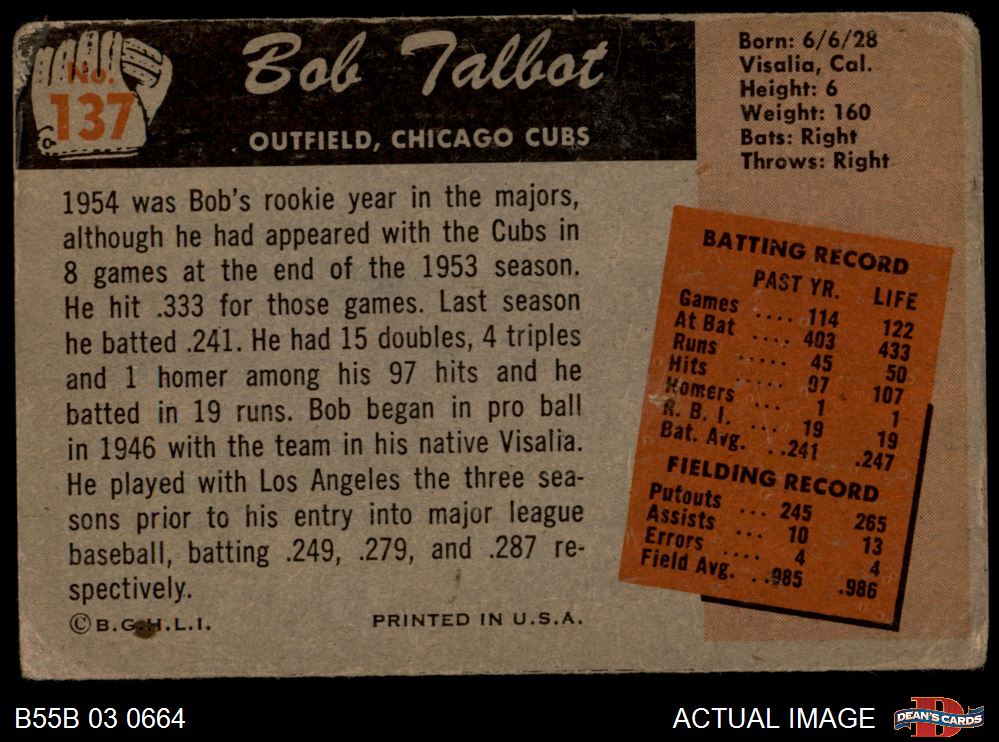 No.
137
Bob Talbot
OUTFIELD, CHICAGO CUBS
Born: 6/6/28
Visalia, Cal.
Height: 6
Weight: 160
Bats: Right
Throws: Right
1954 was Bob's rookie year in the majors,
although he had appeared with the Cubs in
8 games at the end of the 1953 season.
He hit .333 for those games. Last season
he batted .241. He had 15 doubles, 4 triples
and 1 homer among his 97 hits and he
batted in 19 runs. Bob began in pro ball
in 1946 with the team in his native Visalia.
He played with Los Angeles the three sea-
sons prior to his entry into major league
baseball, batting .249, .279, and .287 re-
spectively.
© B.G.H.L.I. PRINTED IN U.S.A.
BATTING RECORD
PAST YR. LIFE
Games .... 114 122
At Bat .... 403 433
Runs ..... 45 50
Hits ..... 97 107
Homers ... 1 1
R. B. I. ... 19 19
Bat. Avg. . .241 .247
FIELDING RECORD
Putouts ... 245 265
Assists ... 10 13
Errors .... 4 4
Field Avg. . .985 .986
B55B 03 0664
ACTUAL IMAGE
DEAN'S CARDS